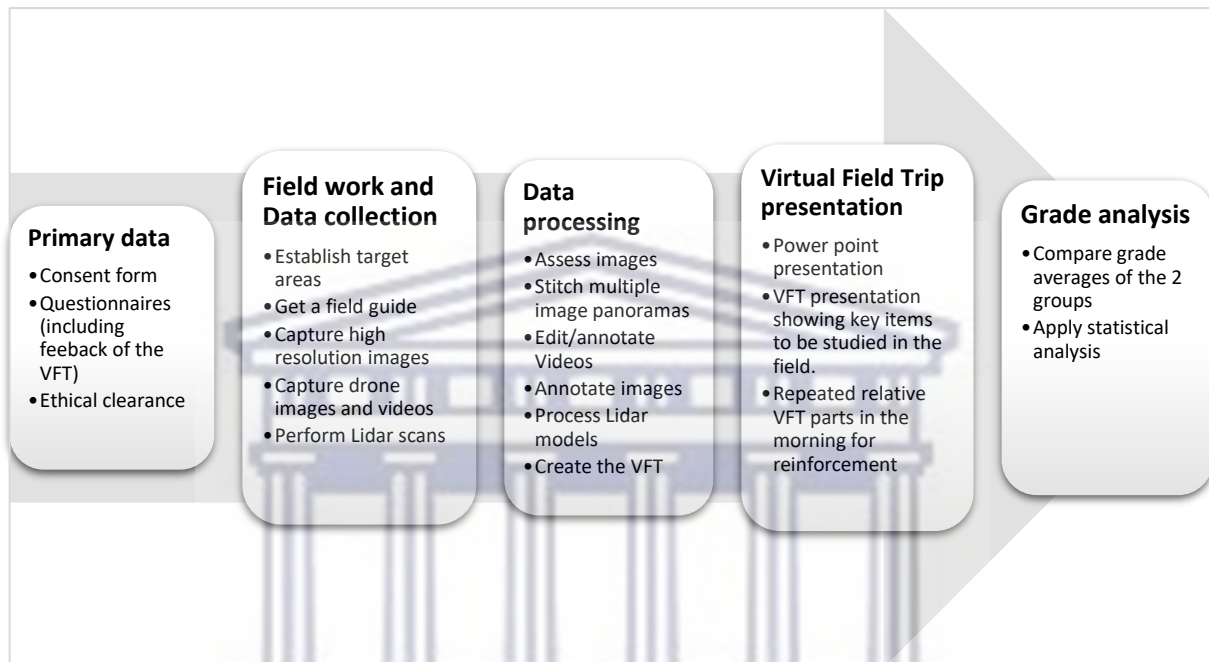 Primary data
•Consent form
•Questionnaires
(including
feeback of the
VFT)
•Ethical clearance
Field work and
Data collection
•Establish target
areas
•Get a field guide
•Capture high
resolution images
•Capture drone
images and videos
•Perform Lidar scans
Data
processing
•Assess images
•Stitch multiple
image panoramas
•Edit/annotate
Videos
•Annotate images
•Process Lidar
models
•Create the VFT
Virtual Field Trip
presentation
•Power point
presentation
•VFT presentation
showing key items
to be studied in the
field.
•Repeated relative
VFT parts in the
morning for
reinforcement
Grade analysis
•Compare grade
averages of the 2
groups
•Apply statistical
analysis